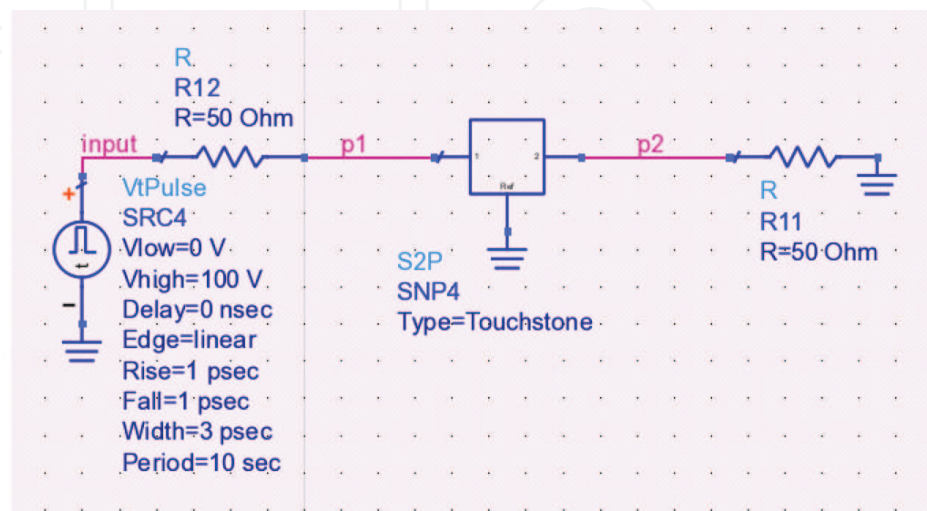 R
R12
R=50 Ohm
input
p1
1
2
Ref
p2
VtPulse
SRC4
Vlow=0 V
Vhigh=100 V
Delay=0 nsec
Edge=linear
Rise=1 psec
Fall=1 psec
Width=3 psec
Period=10 sec
S2P
SNP4
Type=Touchstone
R
R11
R=50 Ohm